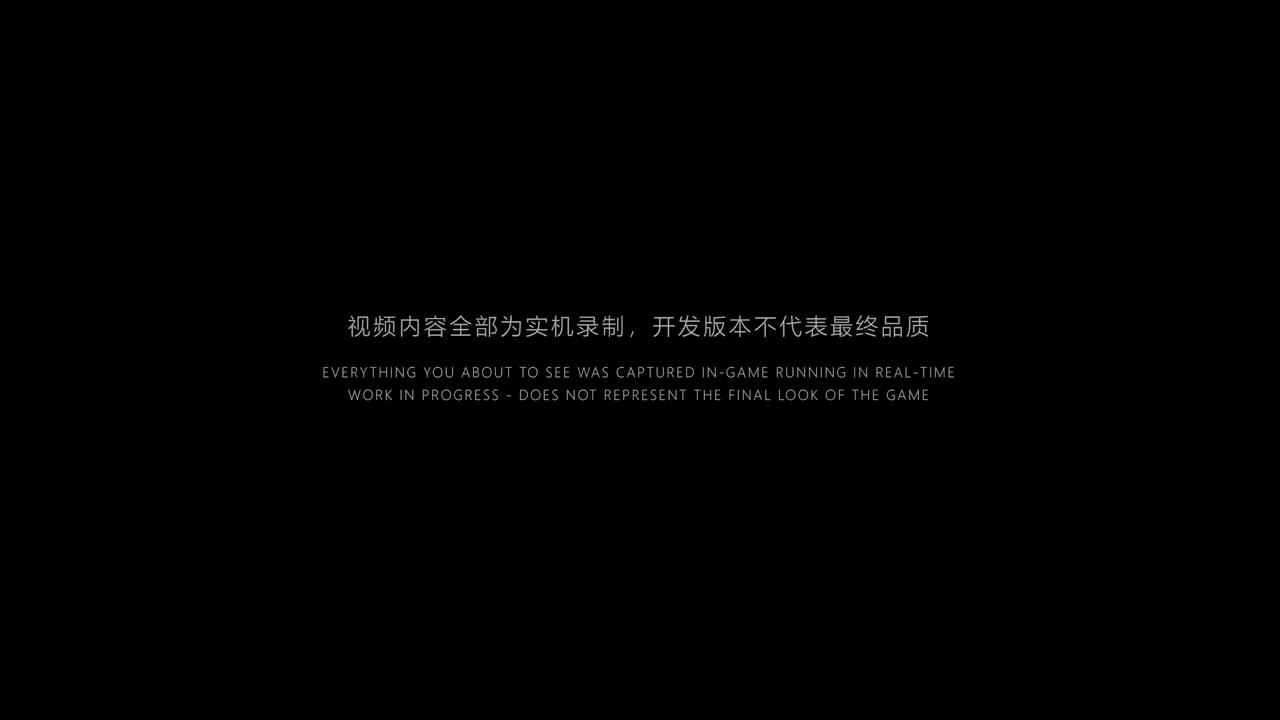 视频内容全部为实机录制，开发版本不代表最终品质
EVERYTHING YOU ABOUT TO SEE WAS CAPTURED IN-GAME RUNNING IN REAL-TIME
WORK IN PROGRESS - DOES NOT REPRESENT THE FINAL LOOK OF THE GAME